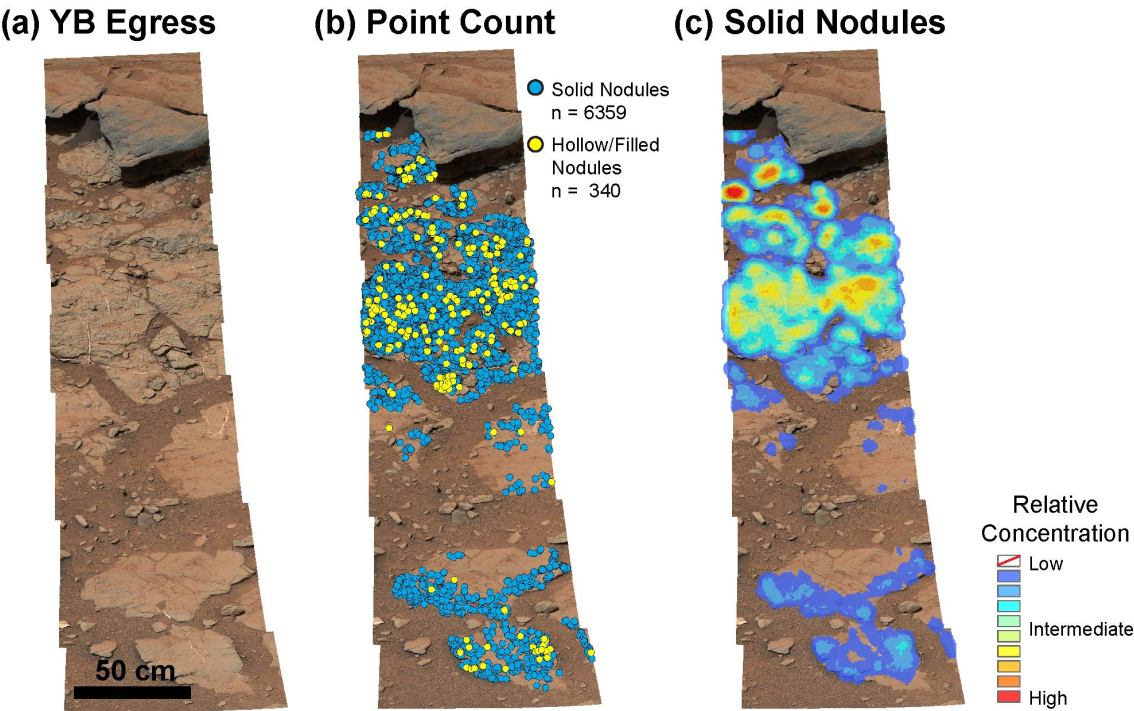 (a) YB Egress
(b) Point Count
(c) Solid Nodules
Solid Nodules
n = 6359
Hollow/Filled
Nodules
n = 340
50 cm
Relative
Concentration
Low
Intermediate
High